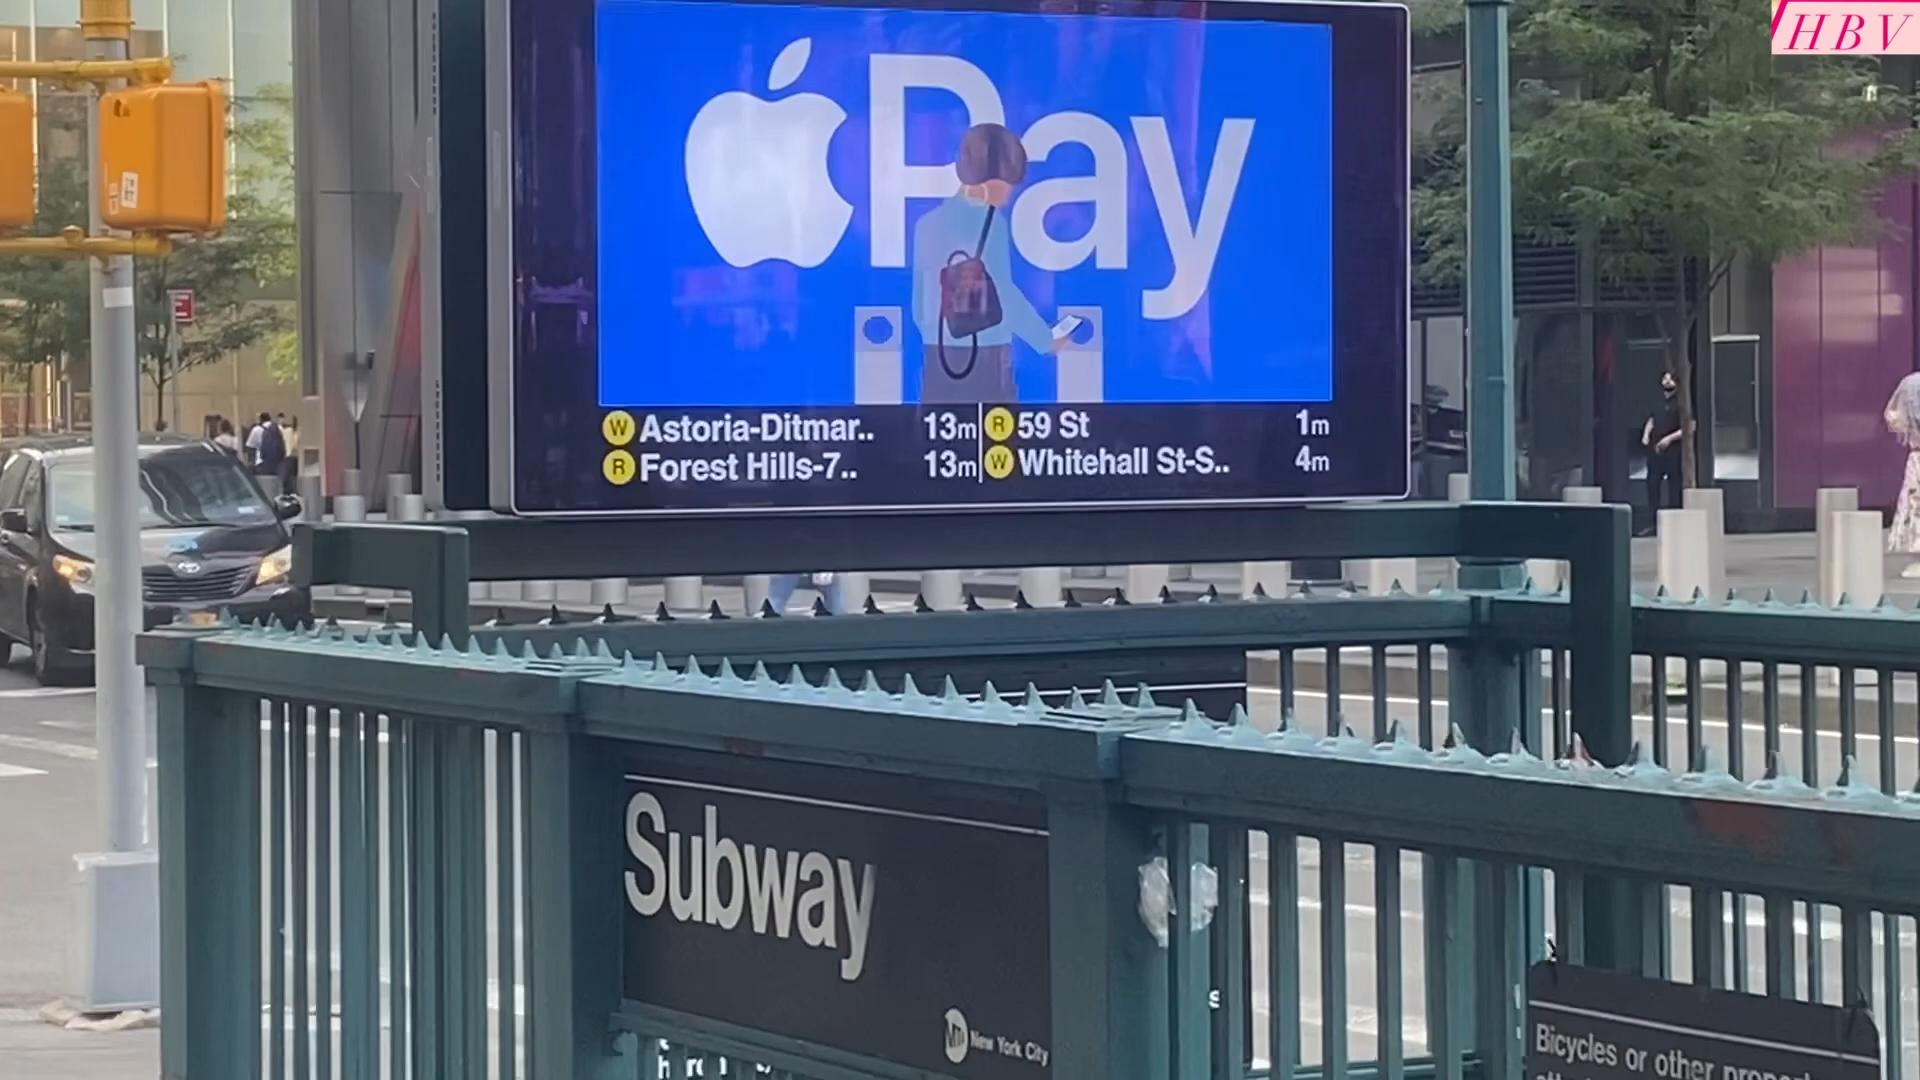 HBV
Pay
W Astoria-Ditmar.. 13m
R Forest Hills-7.. 13m
R 59 St 1m
W Whitehall St-S.. 4m
Subway
MTA New York City
Bicycles or other